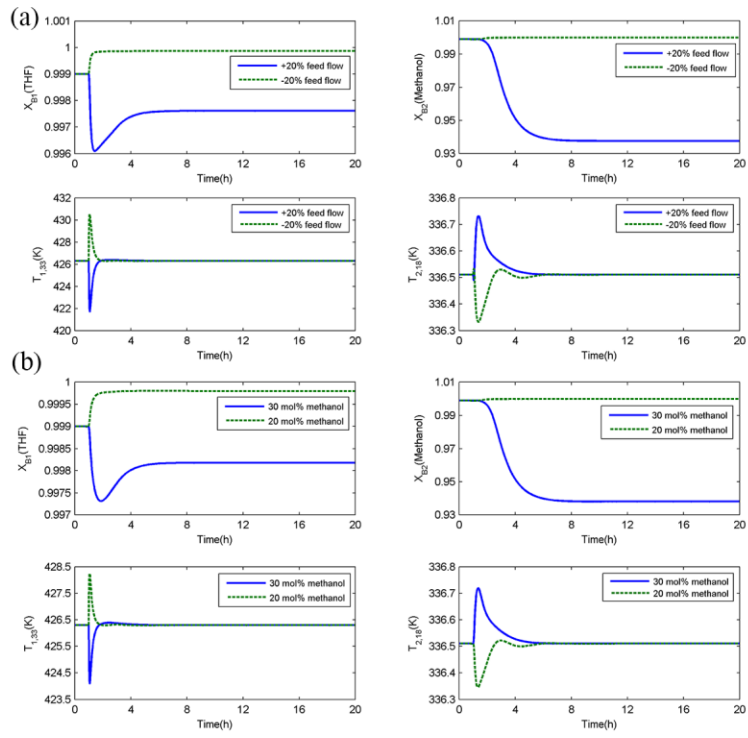 (a)
1.001
1
0.999
0.998
0.997
0.996
X_B1(THF)
+20% feed flow
-20% feed flow
0 4 8 12 16 20
Time(h)
1.01
0.99
0.97
0.95
0.93
X_B2(Methanol)
+20% feed flow
-20% feed flow
0 4 8 12 16 20
Time(h)
432
430
428
426
424
422
420
T_1,33(K)
+20% feed flow
-20% feed flow
0 4 8 12 16 20
Time(h)
336.8
336.7
336.6
336.5
336.4
336.3
T_2,18(K)
+20% feed flow
-20% feed flow
0 4 8 12 16 20
Time(h)
(b)
1
0.9995
0.999
0.9985
0.998
0.9975
0.997
X_B1(THF)
30 mol% methanol
20 mol% methanol
0 4 8 12 16 20
Time(h)
1.01
0.99
0.97
0.95
0.93
X_B2(Methanol)
30 mol% methanol
20 mol% methanol
0 4 8 12 16 20
Time(h)
428.5
427.5
426.5
425.5
424.5
423.5
T_1,33(K)
30 mol% methanol
20 mol% methanol
0 4 8 12 16 20
Time(h)
336.8
336.7
336.6
336.5
336.4
336.3
T_2,18(K)
30 mol% methanol
20 mol% methanol
0 4 8 12 16 20
Time(h)